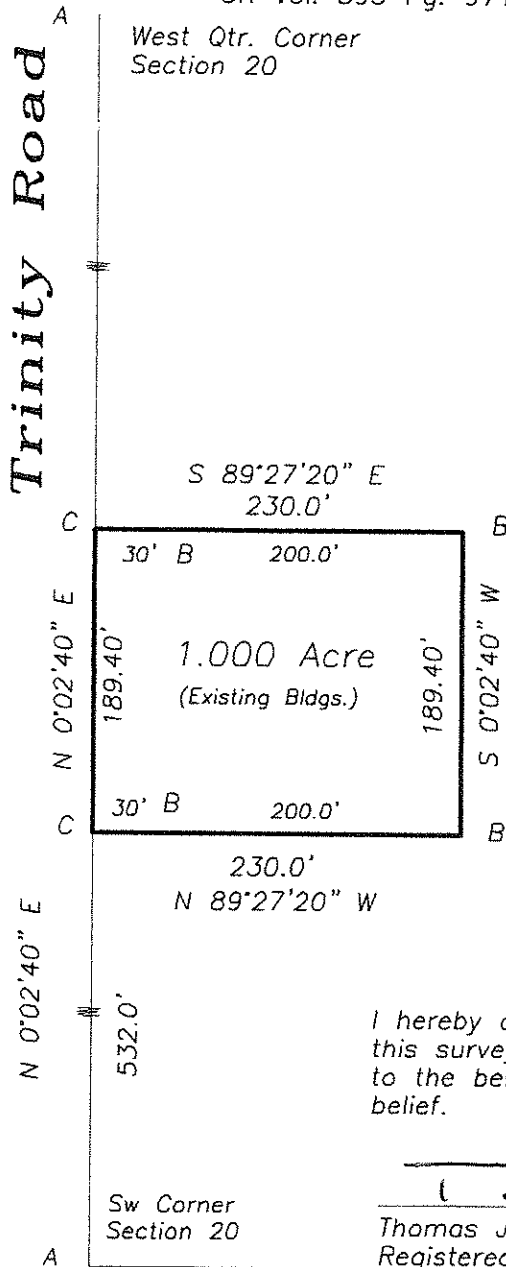 A
West Qtr. Corner
Section 20
Trinity Road
S 89°27'20" E
230.0'
C
B
30' B 200.0'
N 0°02'40" E
189.40'
1.000 Acre
(Existing Bldgs.)
189.40'
S 0°02'40" W
30' B 200.0'
C
B
230.0'
N 89°27'20" W
N 0°02'40" E
532.0'
I hereby
this survey
to the
belief.
Sw Corner
Section 20
Thomas J
Registered
A